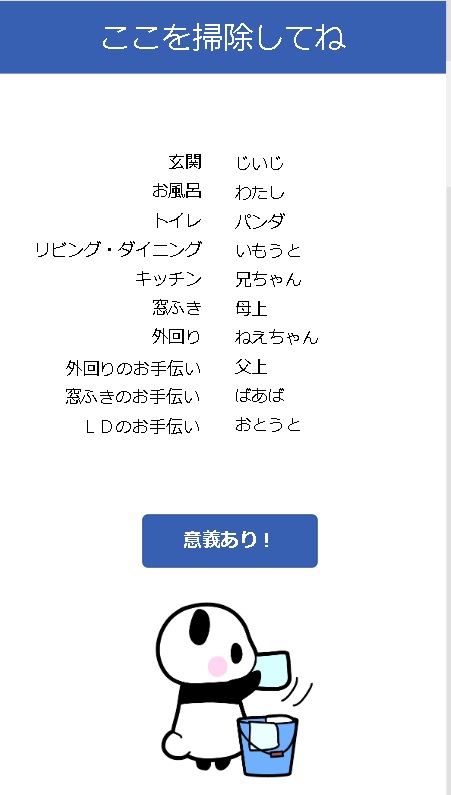 ここを掃除してね
玄関 じいじ
お風呂 わたし
トイレ パンダ
リビング・ダイニング いもうと
キッチン 兄ちゃん
窓ふき 母上
外回り ねえちゃん
外回りのお手伝い 父上
窓ふきのお手伝い ばあば
ＬＤのお手伝い おとうと
意義あり！